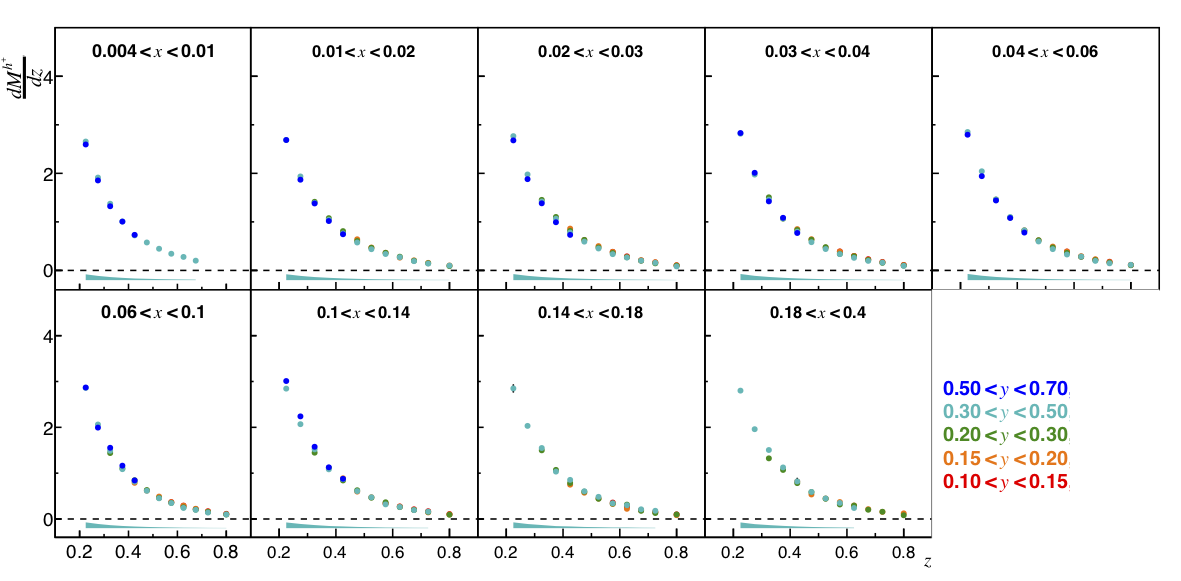 dM^{h^+}
dz
0.004 < x < 0.01
0.01 < x < 0.02
0.02 < x < 0.03
0.03 < x < 0.04
0.04 < x < 0.06
4
2
0
0.06 < x < 0.1
0.1 < x < 0.14
0.14 < x < 0.18
0.18 < x < 0.4
4
2
0
0.50 < y < 0.70
0.30 < y < 0.50
0.20 < y < 0.30
0.15 < y < 0.20
0.10 < y < 0.15
0.2 0.4 0.6 0.8 0.2 0.4 0.6 0.8 0.2 0.4 0.6 0.8 0.2 0.4 0.6 0.8
z